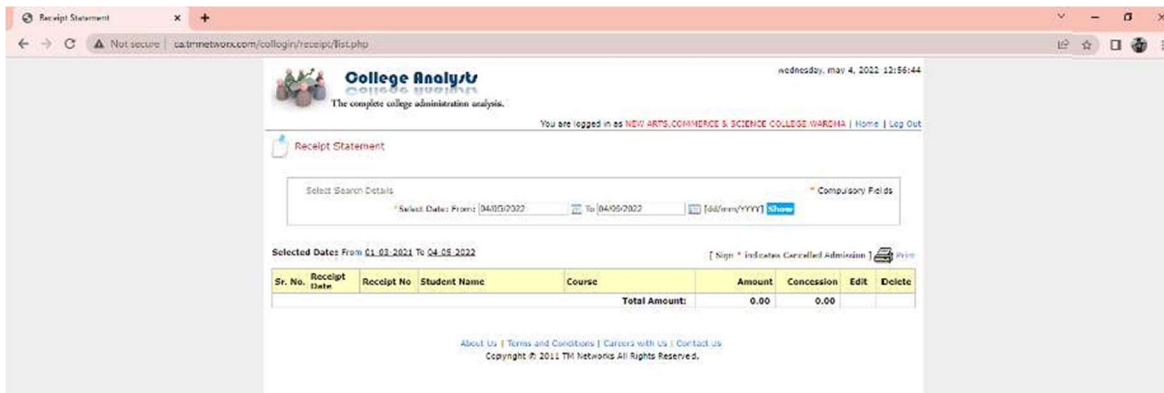 Receipt Statement
Not secure | ca.tmnetworx.com/collogin/receipt/list.php
College Analysts
The complete college administration analysis.
wednesday, may 4, 2022 12:56:44
You are logged in as NEW ARTS,COMMERCE & SCIENCE COLLEGE,WARDHA | Home | Log Out
Receipt Statement
Select Search Details
* Compulsory Fields
*Select Date: From: 04/05/2022 To 04/05/2022 [dd/mm/YYYY] Show
Selected Date: From 01-03-2021 To 04-05-2022
[ Sign * indicates Cancelled Admission ] Print
Sr. No. Receipt Date Receipt No Student Name Course Amount Concession Edit Delete
Total Amount: 0.00 0.00
About Us | Terms and Conditions | Careers with Us | Contact Us
Copyright © 2011 TM Networks All Rights Reserved.